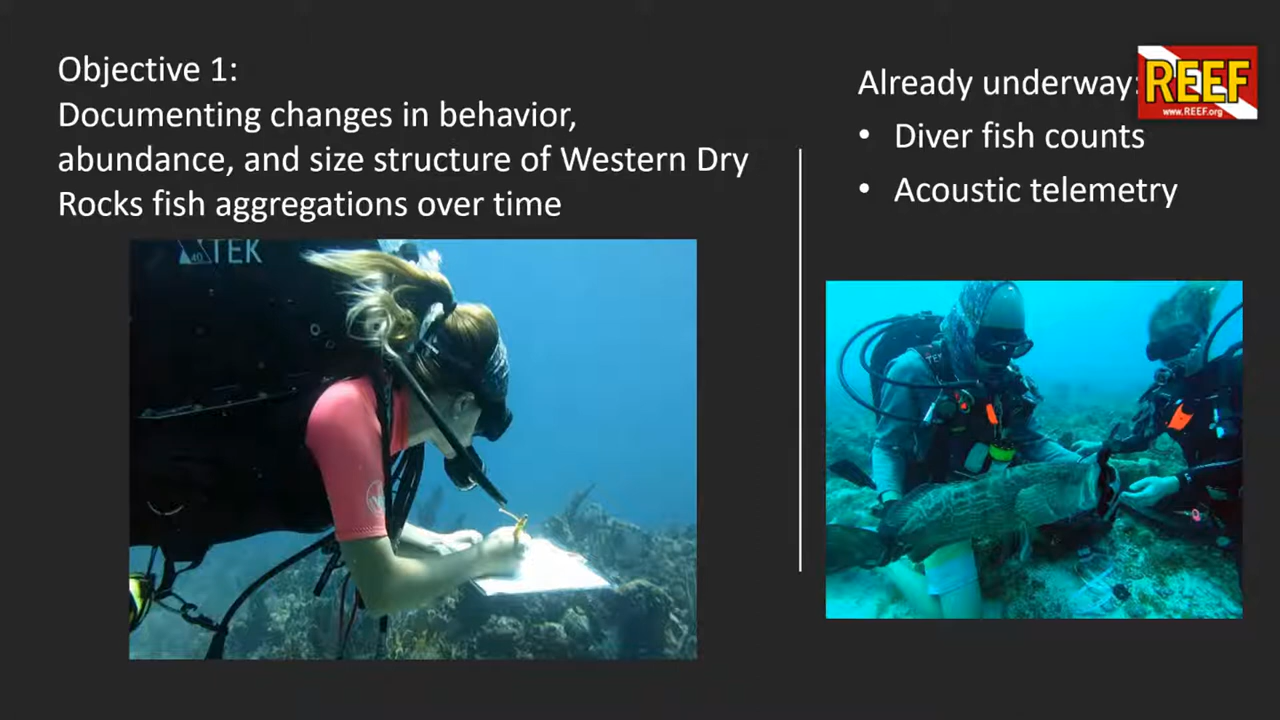 Objective 1:
Documenting changes in behavior,
abundance, and size structure of Western Dry
Rocks fish aggregations over time
Already underway:
• Diver fish counts
• Acoustic telemetry
REEF
www.REEF.org
40 TEK